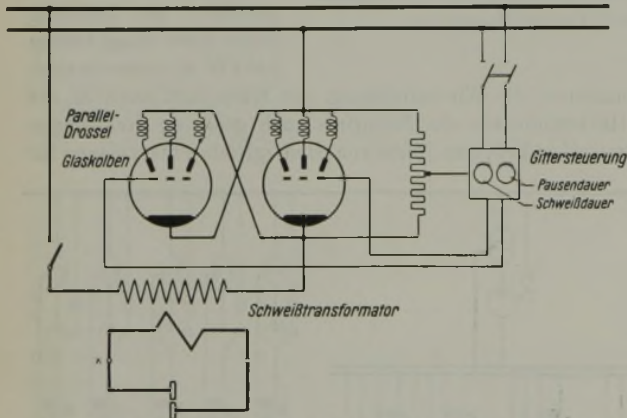 Parallel-
Drossel
Glaskolben
Gittersteuerung
Pausendauer
Schweißdauer
Schweißtransformator